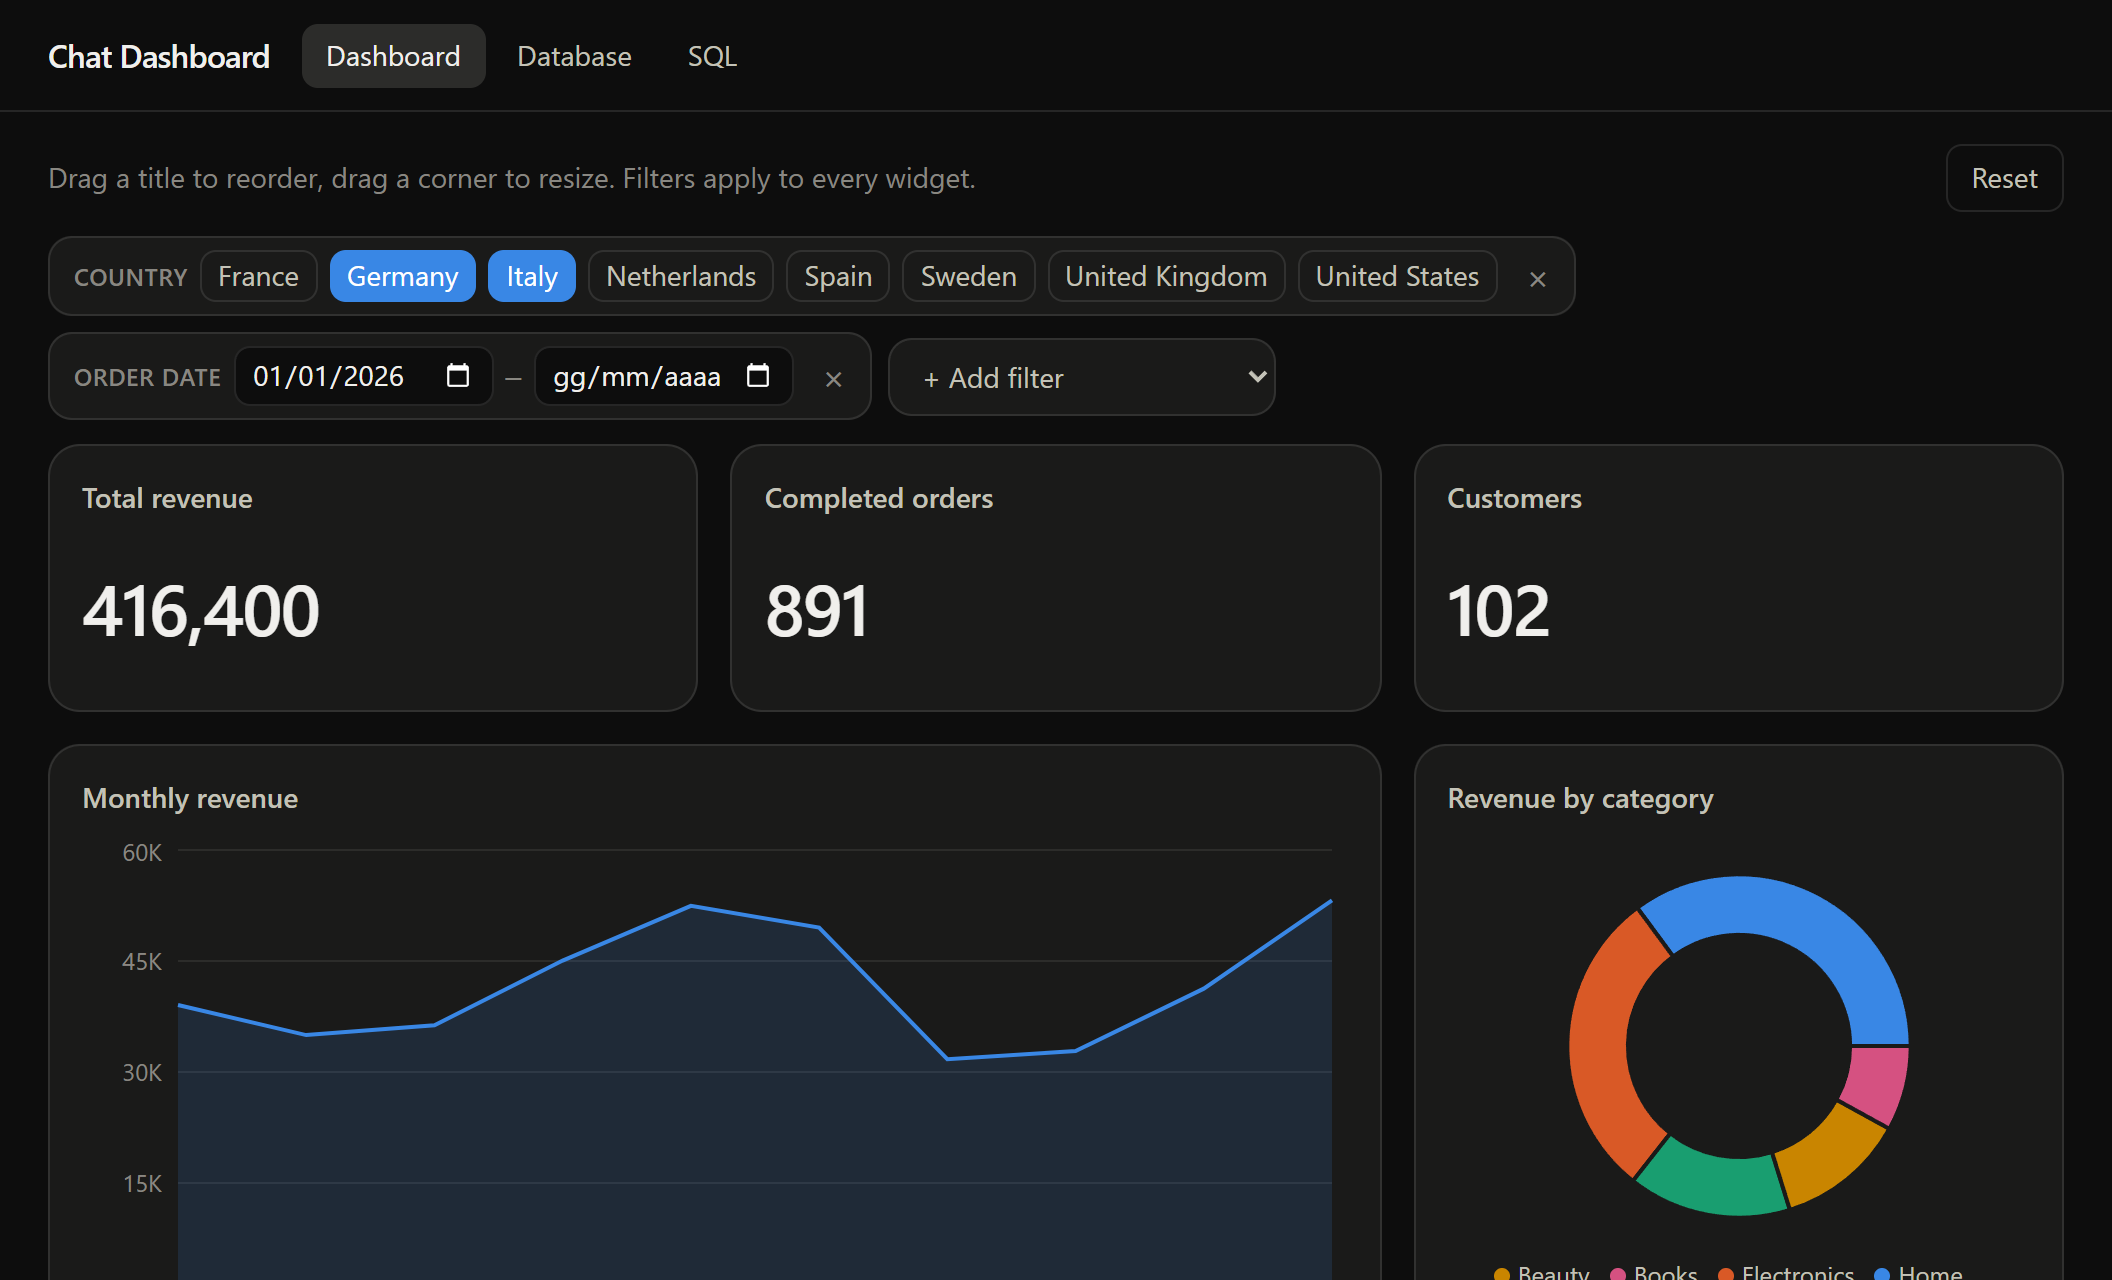 Chat Dashboard Dashboard Database SQL
Drag a title to reorder, drag a corner to resize. Filters apply to every widget. Reset
COUNTRY France Germany Italy Netherlands Spain Sweden United Kingdom United States ×
ORDER DATE 01/01/2026 – gg/mm/aaaa × + Add filter
Total revenue Completed orders Customers
416,400 891 102
Monthly revenue Revenue by category
60K
45K
30K
15K
Beauty Books Electronics Home